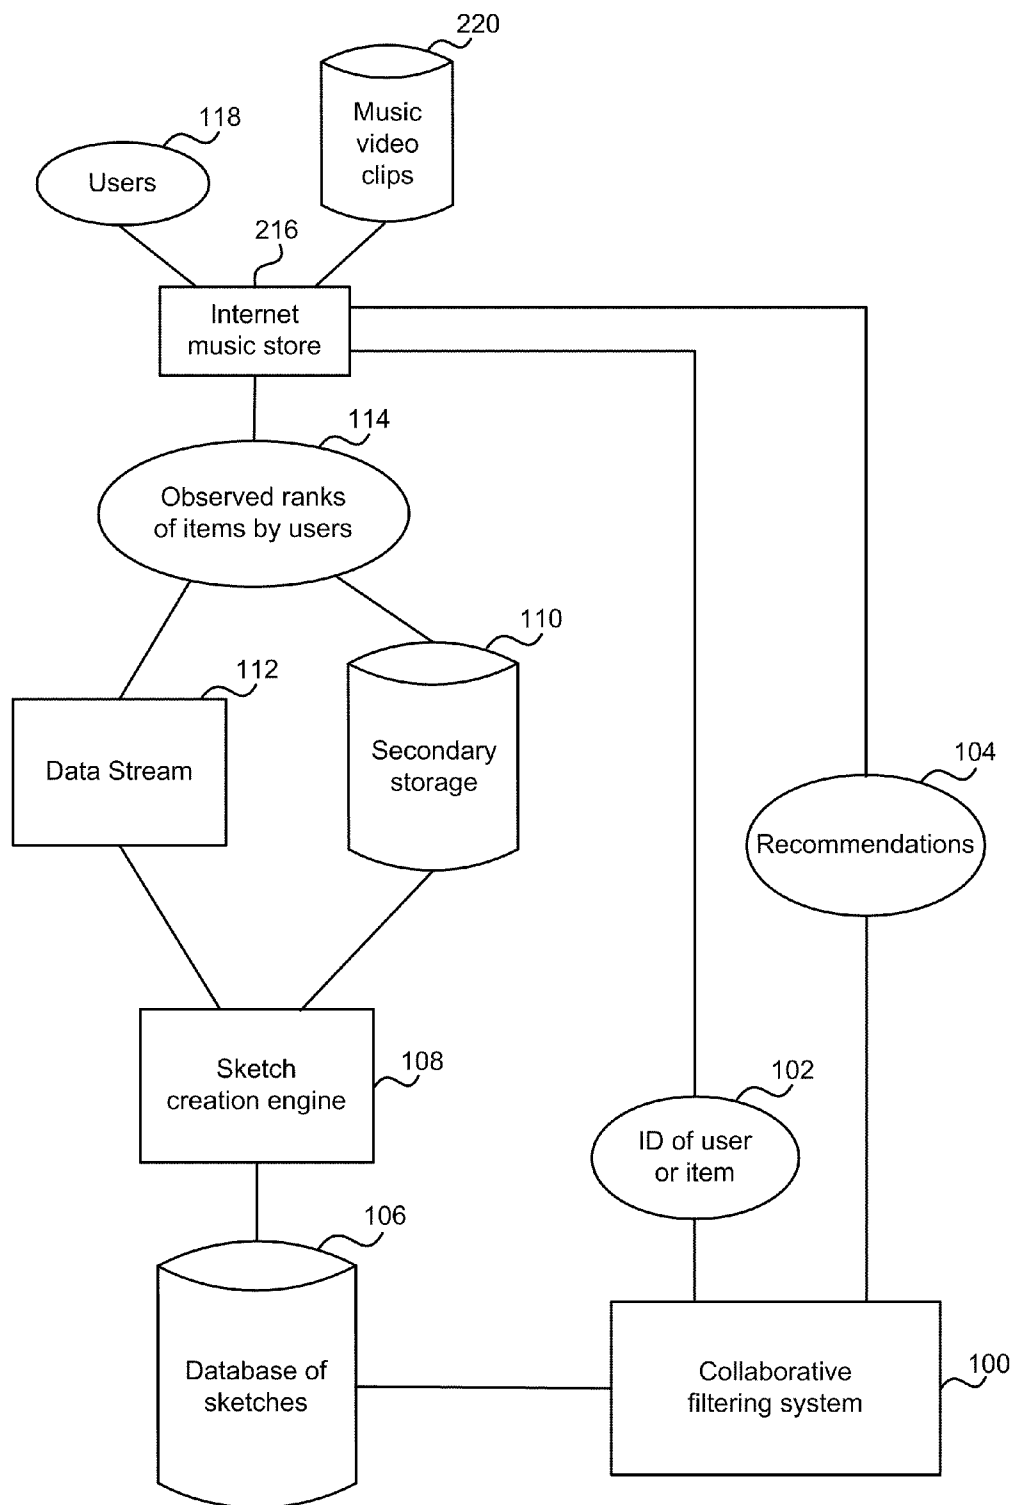 220
Music
video
clips
118
Users
216
Internet
music store
114
Observed ranks
of items by users
110
112
Data Stream
Secondary
storage
104
Recommendations
Sketch
creation engine
108
102
ID of user
or item
106
Database of
sketches
Collaborative
filtering system
100